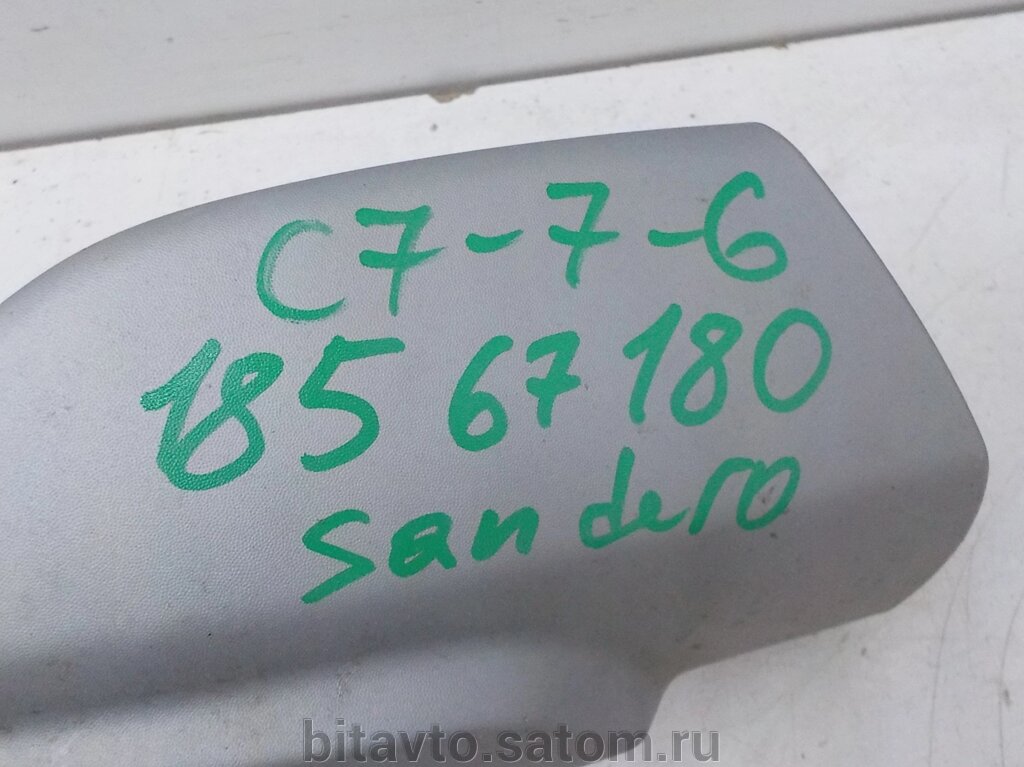 C7-7-6
185 67 180
Sandero
bitavto.satom.ru